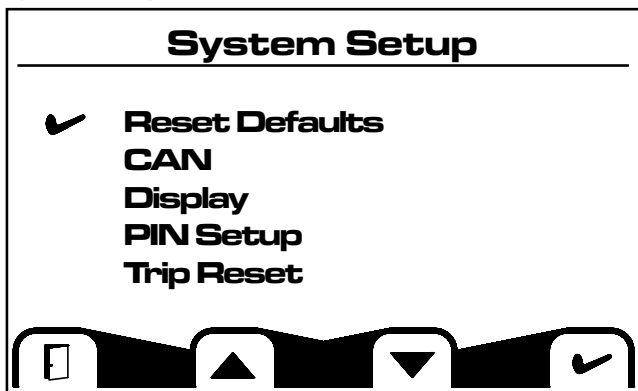 System Setup
Reset Defaults
CAN
Display
PIN Setup
Trip Reset